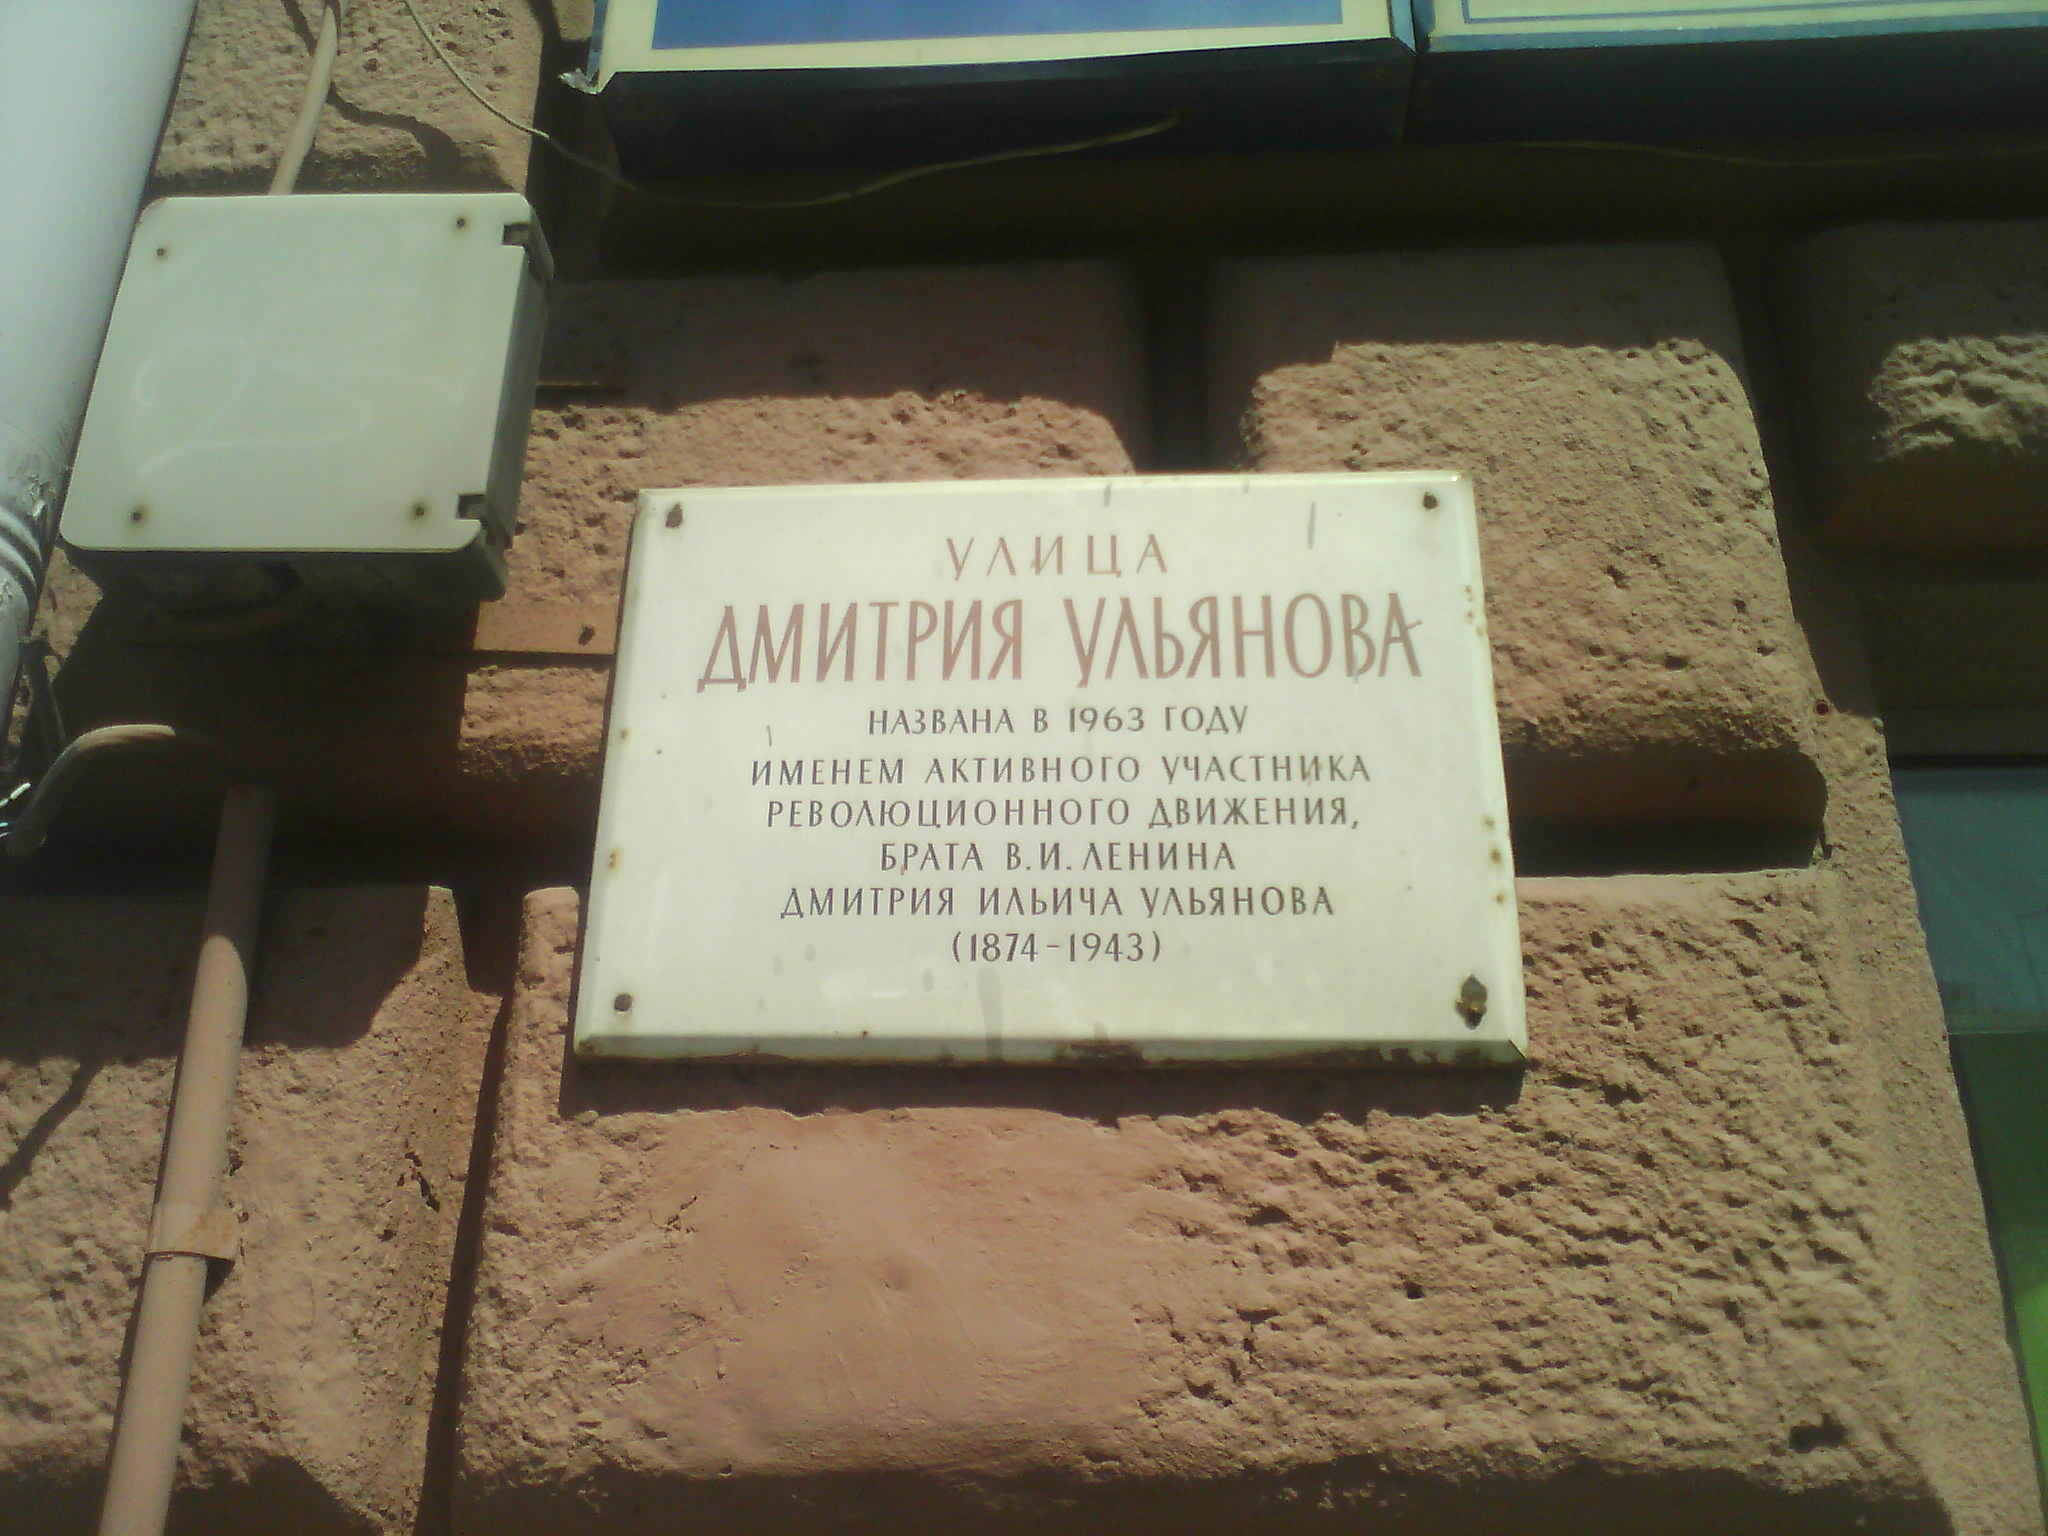 УЛИЦА
ДМИТРИЯ УЛЬЯНОВА
НАЗВАНА В 1963 ГОДУ
ИМЕНЕМ АКТИВНОГО УЧАСТНИКА
РЕВОЛЮЦИОННОГО ДВИЖЕНИЯ,
БРАТА В.И. ЛЕНИНА
ДМИТРИЯ ИЛЬИЧА УЛЬЯНОВА
(1874-1943)